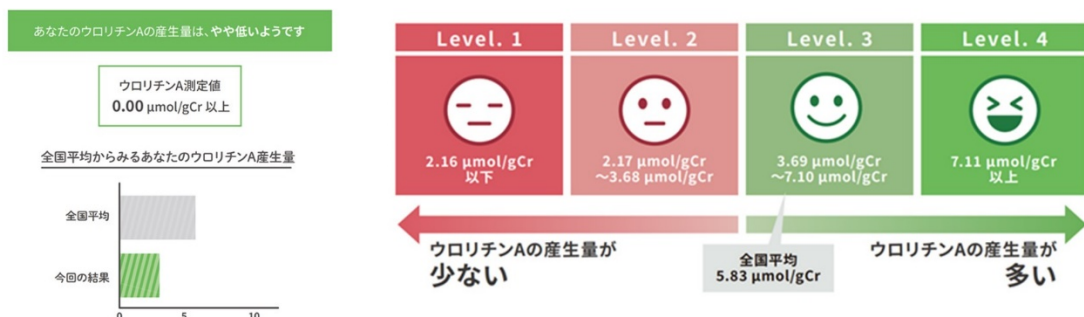 あなたのウロリチンAの産生量は、やや低いようです
ウロリチンA測定値
0.00 μmol/gCr 以上
全国平均からみるあなたのウロリチンA産生量
全国平均
今回の結果
0 5 10
Level. 1
Level. 2
Level. 3
Level. 4
2.16 μmol/gCr
以下
2.17 μmol/gCr
～3.68 μmol/gCr
3.69 μmol/gCr
～7.10 μmol/gCr
7.11 μmol/gCr
以上
ウロリチンAの産生量が
少ない
全国平均
5.83 μmol/gCr
ウロリチンAの産生量が
多い